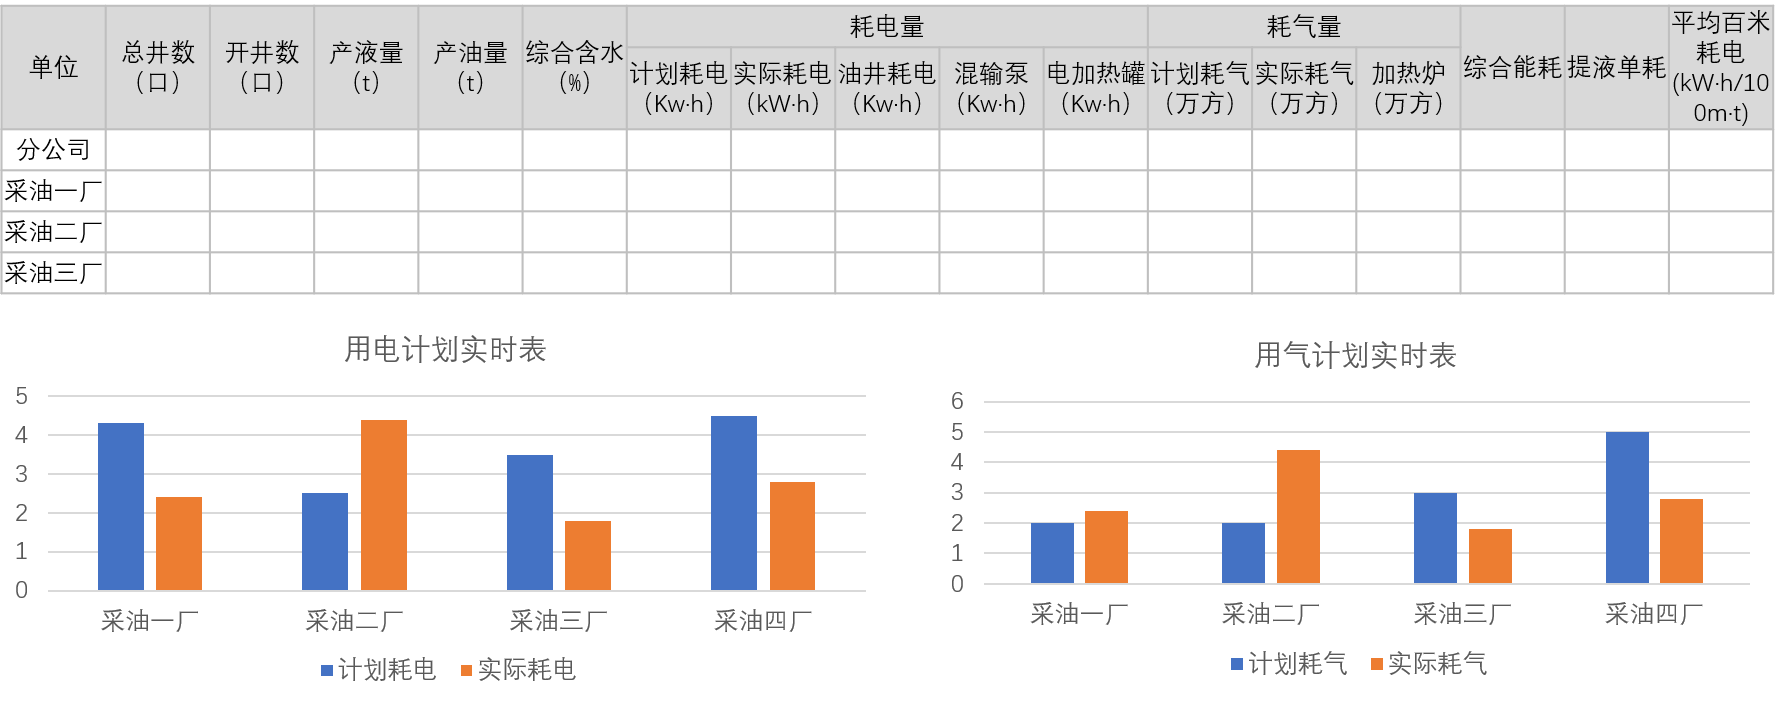 单位
总井数
（口）
开井数
（口）
产液量
(t)
产油量
(t)
综合含水
(%)
耗电量
计划耗电
（Kw·h）
实际耗电
（kW·h）
油井耗电
（Kw·h）
混输泵
（Kw·h）
电加热罐
（Kw·h）
耗气量
计划耗气
（万方）
实际耗气
（万方）
加热炉
（万方）
综合能耗
提液单耗
平均百米
耗电
(kW·h/10
0m·t)
分公司
采油一厂
采油二厂
采油三厂
用电计划实时表
5
4
3
2
1
0
采油一厂 采油二厂 采油三厂 采油四厂
计划耗电 实际耗电
用气计划实时表
6
5
4
3
2
1
0
采油一厂 采油二厂 采油三厂 采油四厂
计划耗气 实际耗气